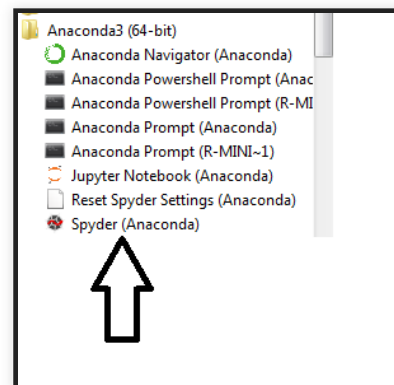 Anaconda3 (64-bit)
Anaconda Navigator (Anaconda)
Anaconda Powershell Prompt (Anac
Anaconda Powershell Prompt (R-MI
Anaconda Prompt (Anaconda)
Anaconda Prompt (R-MINI~1)
Jupyter Notebook (Anaconda)
Reset Spyder Settings (Anaconda)
Spyder (Anaconda)